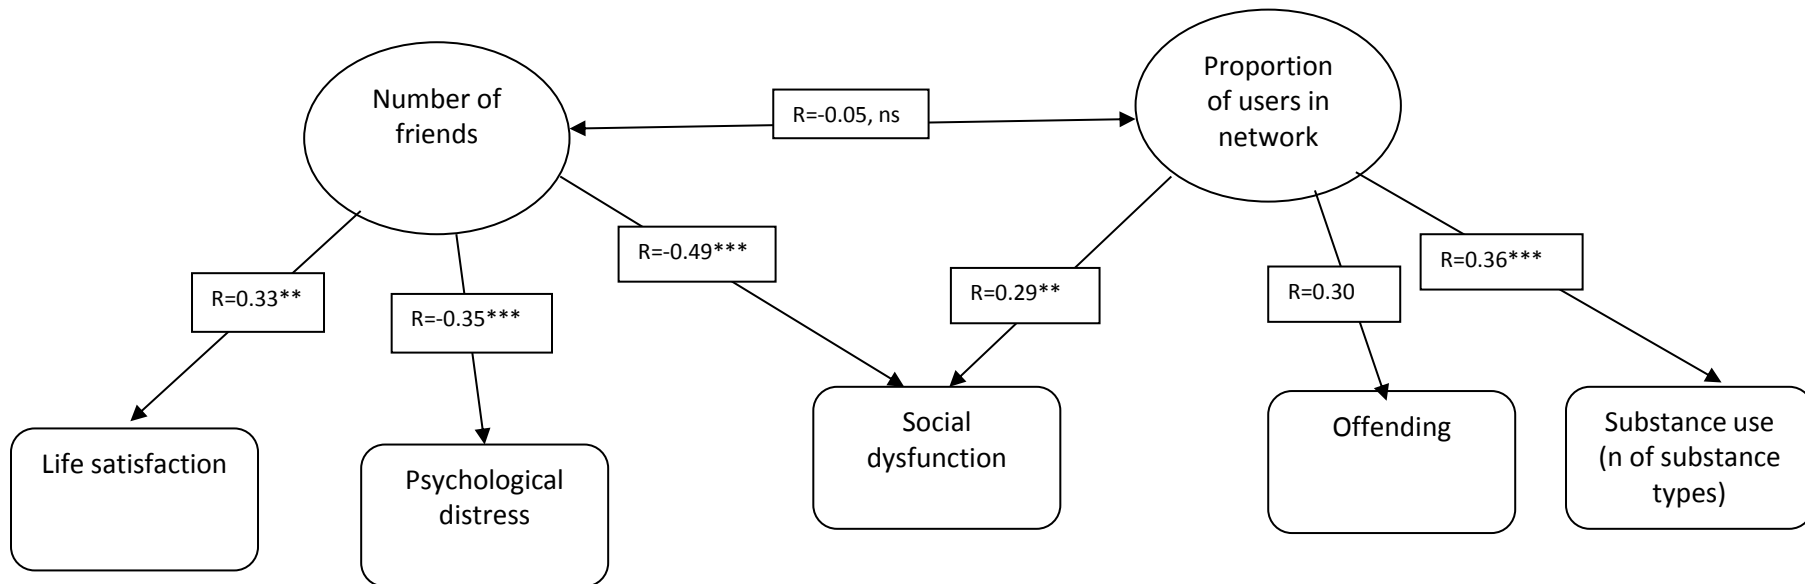 Number of
friends
R=-0.05, ns
Proportion
of users in
network
R=0.33**
R=-0.35***
R=-0.49***
R=0.29**
R=0.30
R=0.36***
Life satisfaction
Psychological
distress
Social
dysfunction
Offending
Substance use
(n of substance
types)